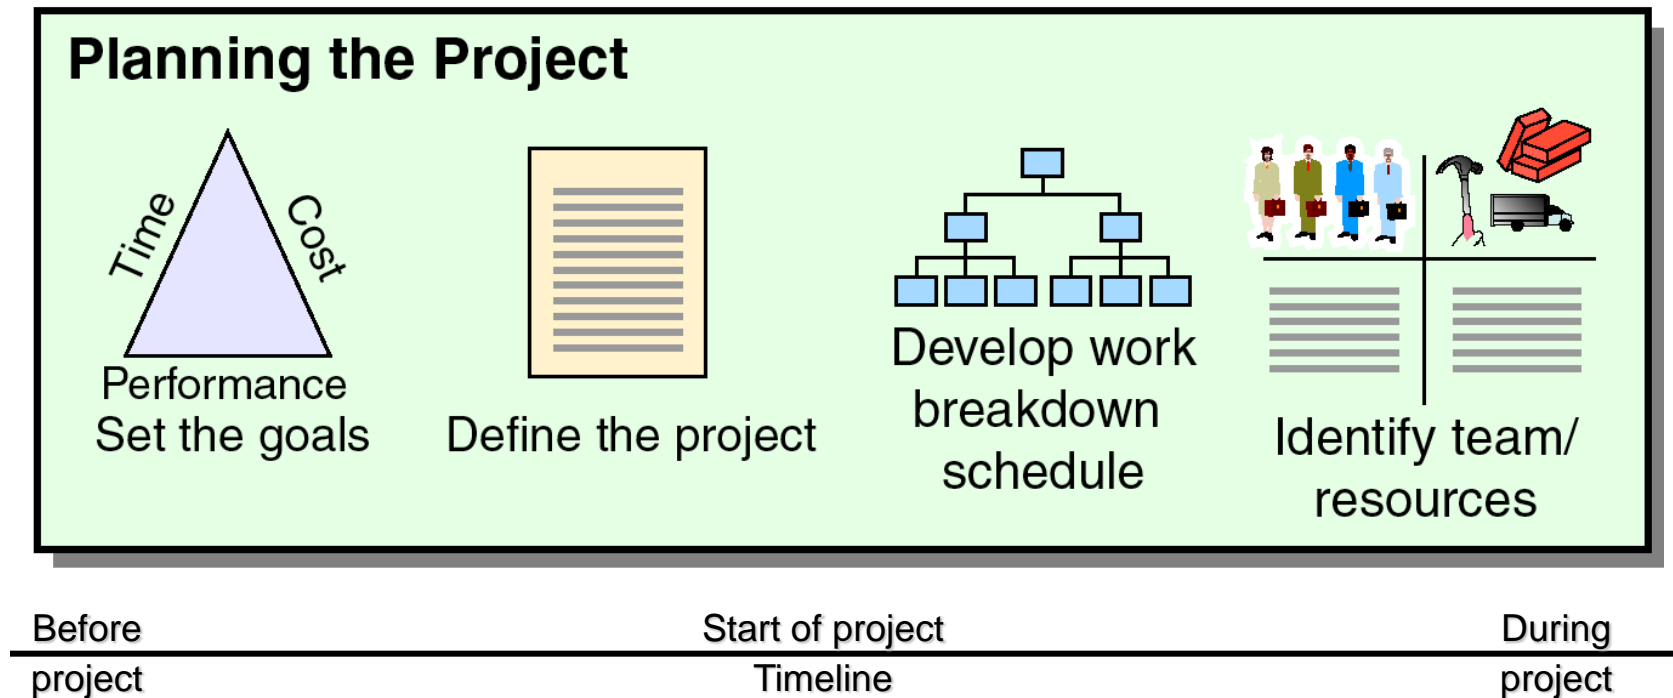 Planning the Project
Time
Cost
Performance
Set the goals
Define the project
Develop work
breakdown
schedule
Identify team/
resources
Before
project
Start of project
Timeline
During
project